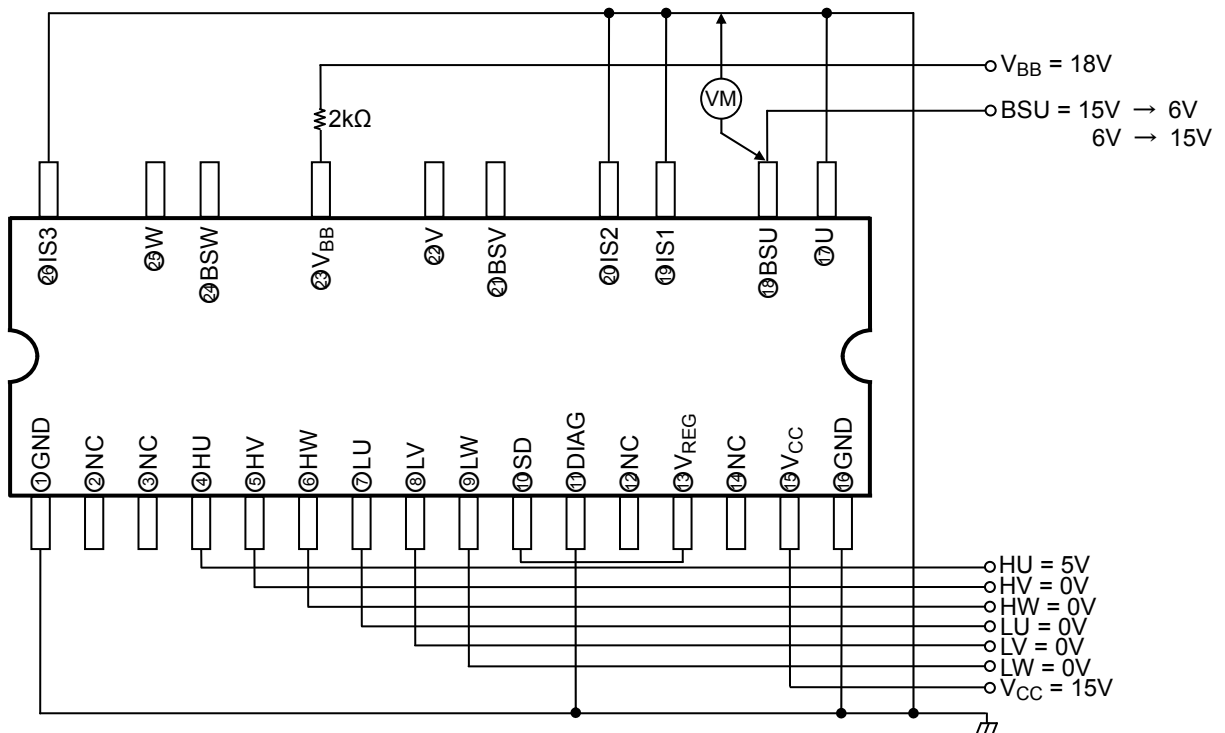 V_BB = 18V
VM
BSU = 15V → 6V
6V → 15V
2kΩ
㉖IS3
㉕W
㉔BSW
㉓V_BB
㉒V
㉑BSV
⑳IS2
⑲IS1
⑱BSU
⑰U
①GND
②NC
③NC
④HU
⑤HV
⑥HW
⑦LU
⑧LV
⑨LW
⑩SD
⑪DIAG
⑫NC
⑬V_REG
⑭NC
⑮V_CC
⑯GND
HU = 5V
HV = 0V
HW = 0V
LU = 0V
LV = 0V
LW = 0V
V_CC = 15V